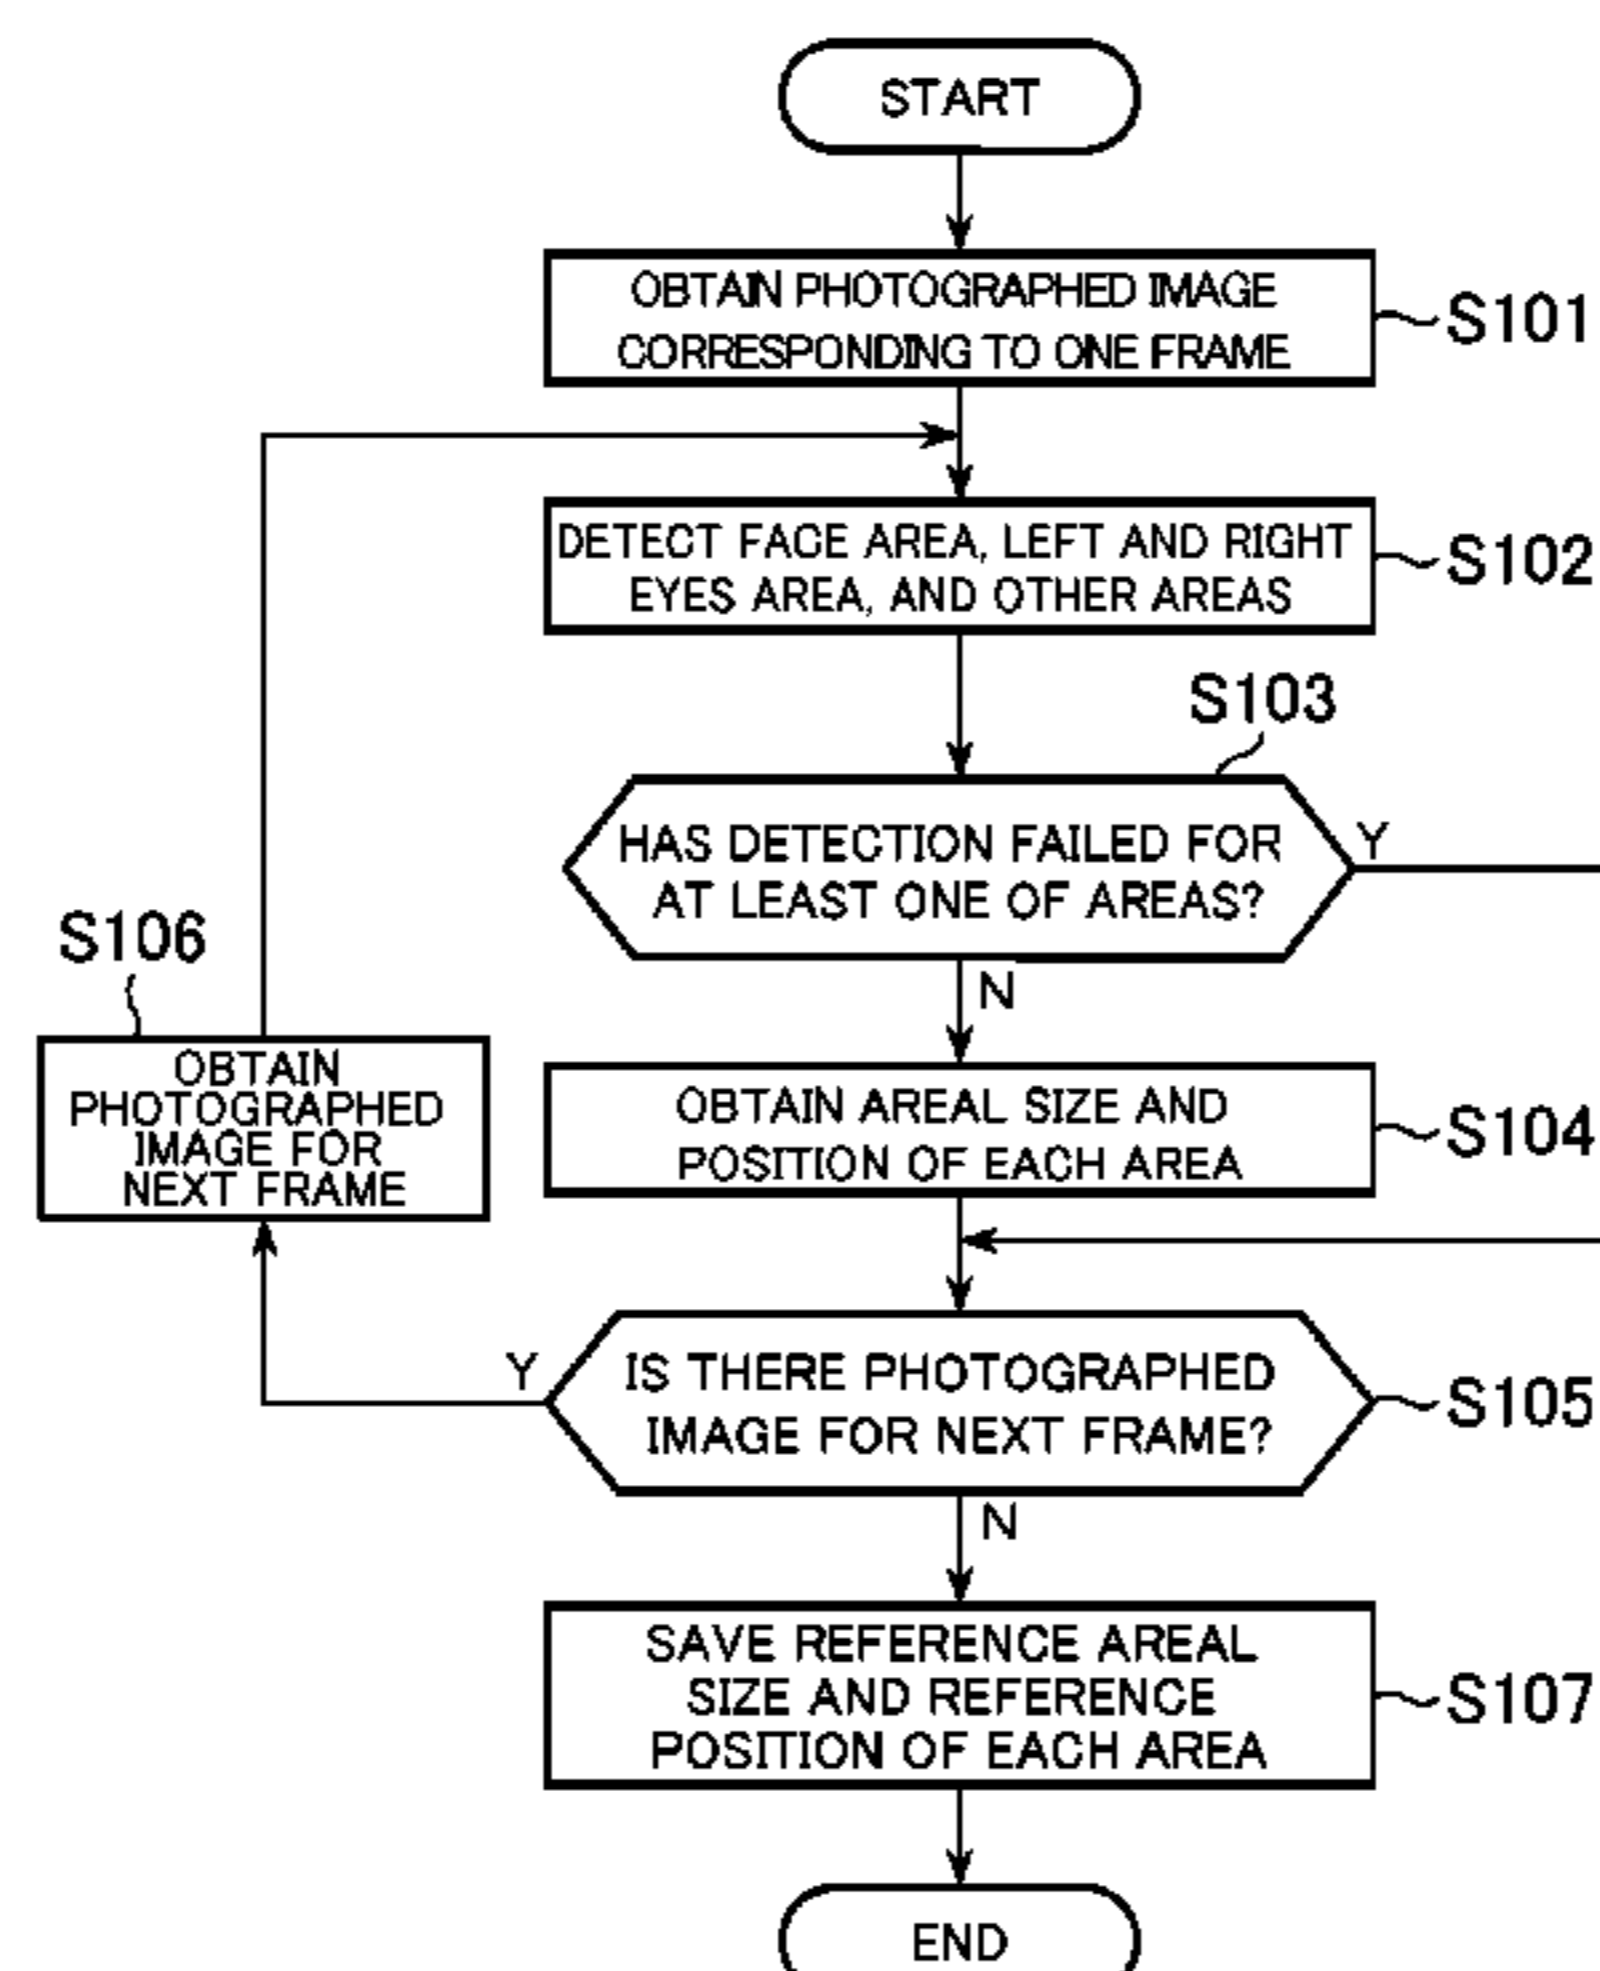 START
OBTAIN PHOTOGRAPHED IMAGE
CORRESPONDING TO ONE FRAME
S101
DETECT FACE AREA, LEFT AND RIGHT
EYES AREA, AND OTHER AREAS
S102
S103
HAS DETECTION FAILED FOR
AT LEAST ONE OF AREAS?
Y
N
S106
OBTAIN
PHOTOGRAPHED
IMAGE FOR
NEXT FRAME
OBTAIN AREAL SIZE AND
POSITION OF EACH AREA
S104
Y
IS THERE PHOTOGRAPHED
IMAGE FOR NEXT FRAME?
S105
N
SAVE REFERENCE AREAL
SIZE AND REFERENCE
POSITION OF EACH AREA
S107
END